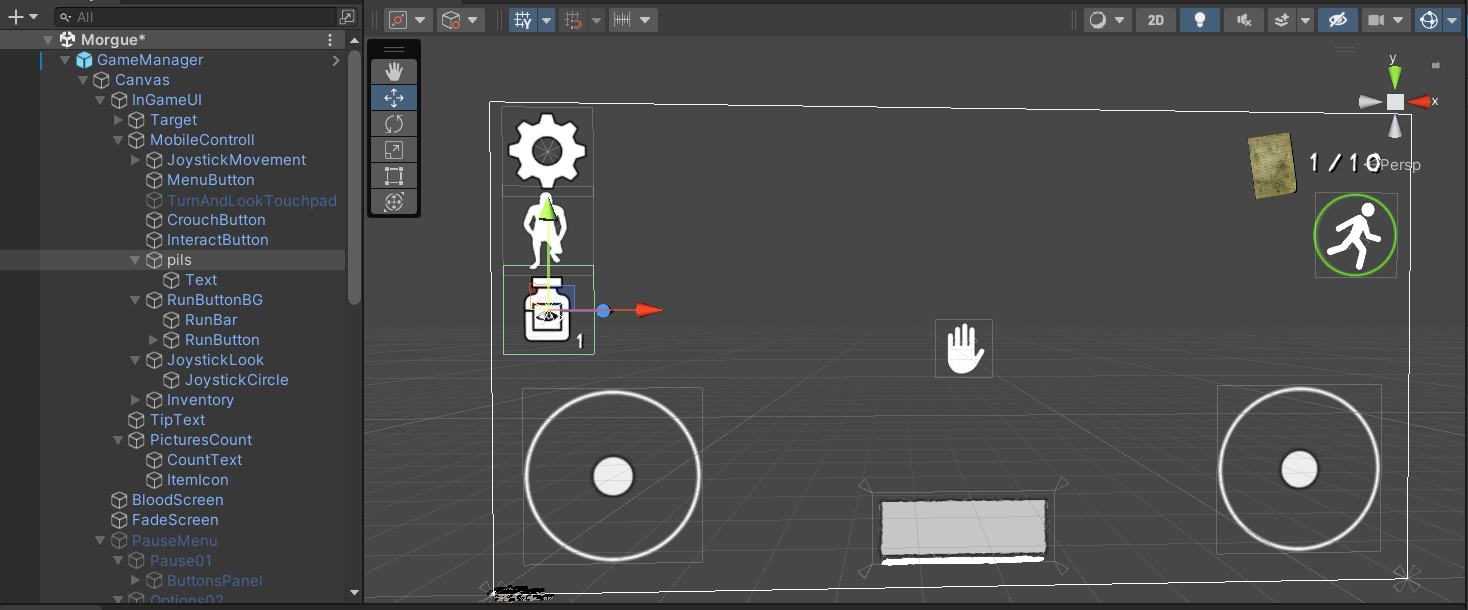 All
2D
Morgue*
GameManager
Canvas
InGameUI
Target
MobileControll
JoystickMovement
MenuButton
TurnAndLookTouchpad
CrouchButton
InteractButton
pils
Text
RunButtonBG
RunBar
RunButton
JoystickLook
JoystickCircle
Inventory
TipText
PicturesCount
CountText
ItemIcon
BloodScreen
FadeScreen
PauseMenu
Pause01
ButtonsPanel
Options02
y
x
1 / 10
Persp
1